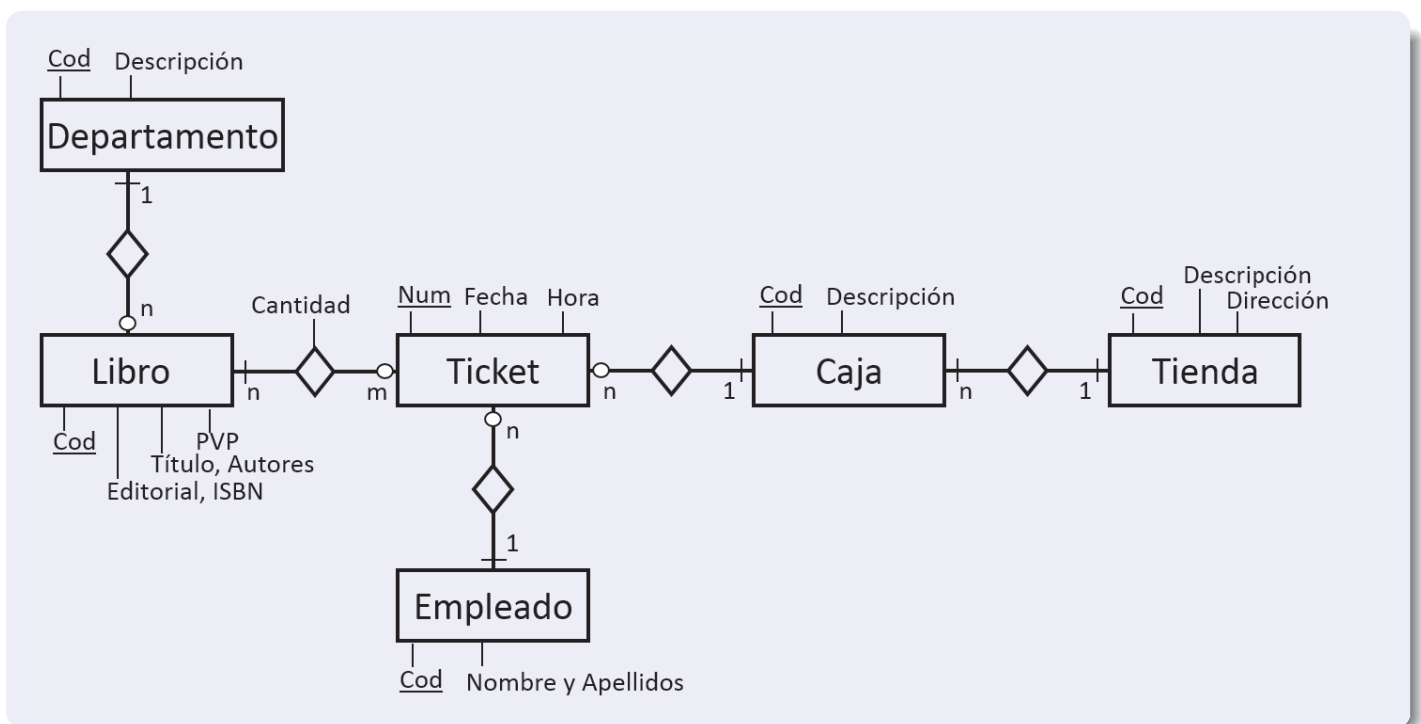 Cod Descripción
Departamento
1
n
Cantidad
Num Fecha Hora
Cod Descripción
Descripción
Cod Dirección
Libro
n
m
Ticket
n
1
Caja
n
1
Tienda
Cod
PVP
Título, Autores
Editorial, ISBN
n
1
Empleado
Cod Nombre y Apellidos